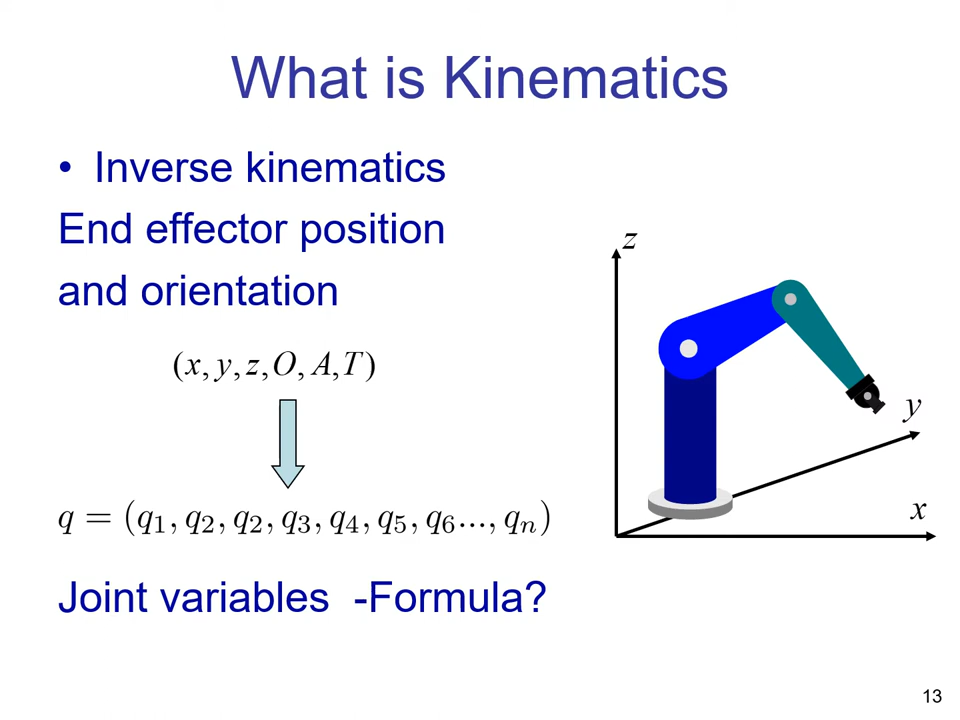 What is Kinematics
• Inverse kinematics
End effector position
and orientation
(x, y, z, O, A, T)
q = (q₁, q₂, q₂, q₃, q₄, q₅, q₆..., qₙ)
Joint variables -Formula?
z
y
x
13